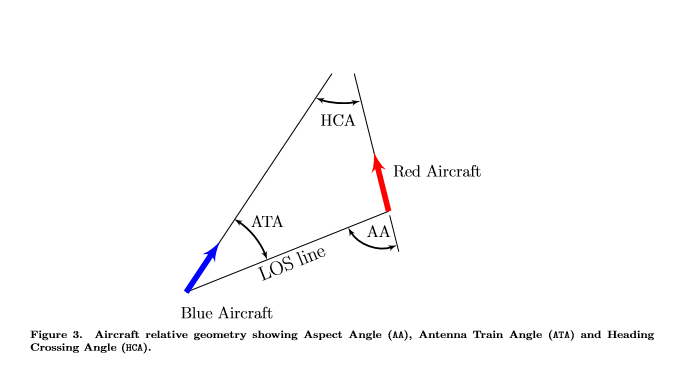 HCA
Red Aircraft
ATA
AA
LOS line
Blue Aircraft
Figure 3. Aircraft relative geometry showing Aspect Angle (AA), Antenna Train Angle (ATA) and Heading
Crossing Angle (HCA).